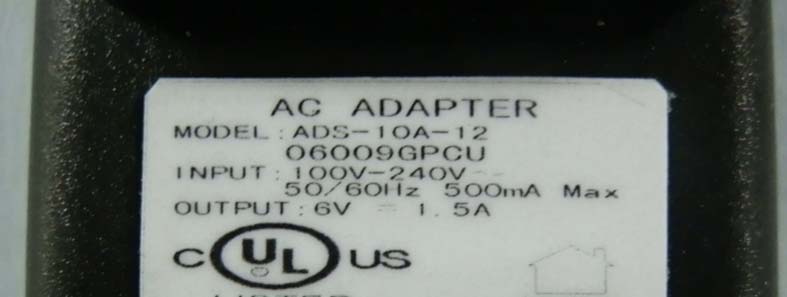 AC ADAPTER
MODEL : ADS-10A-12
06009GPCU
INPUT : 100V-240V~
50/60Hz 500mA Max
OUTPUT : 6V ⎓ 1.5A
C UL US
LISTED